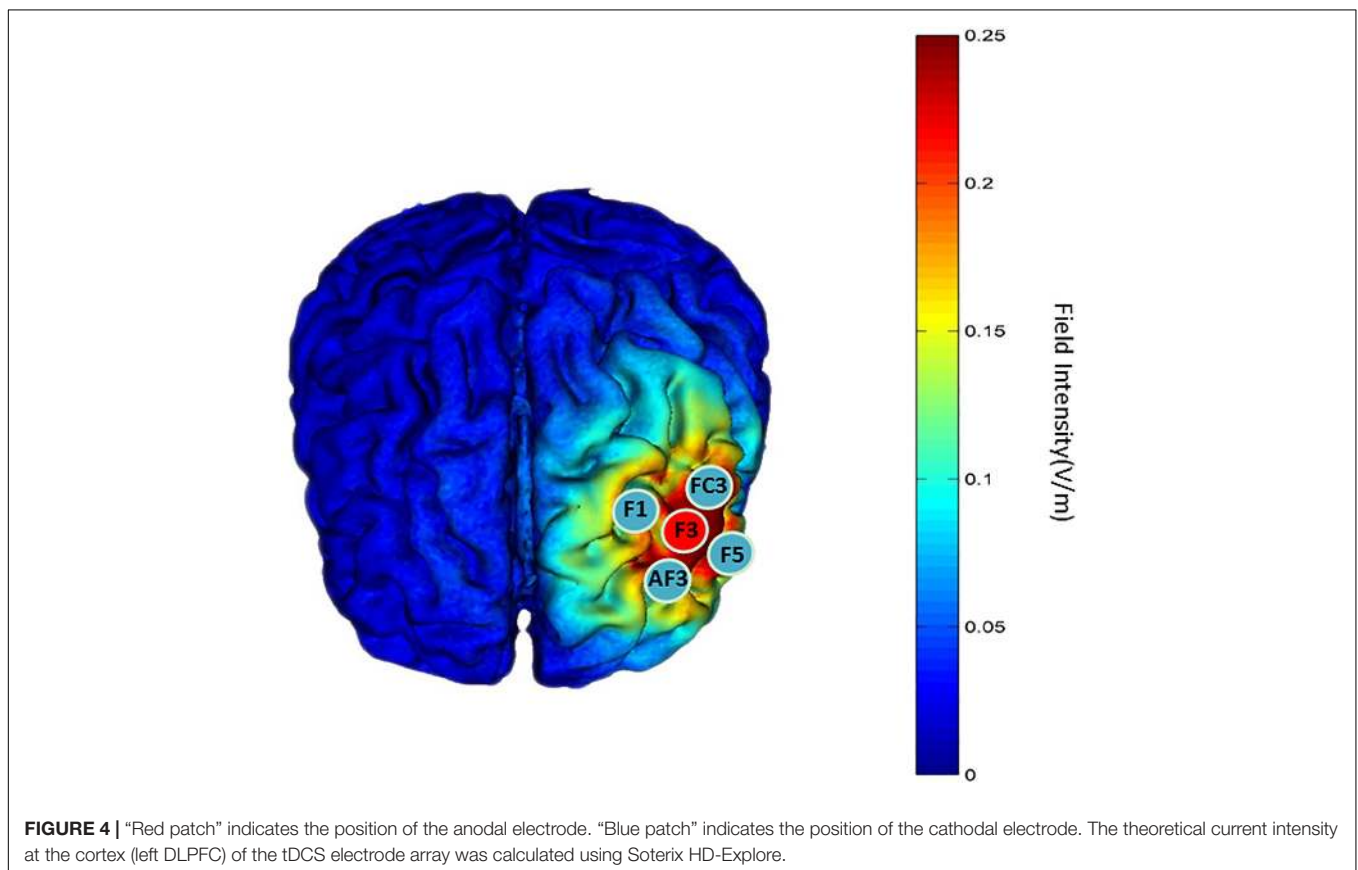 0.25
0.2
0.15
0.1
0.05
0
Field Intensity(V/m)
FC3
F1
F3
F5
AF3
FIGURE 4 | “Red patch” indicates the position of the anodal electrode. “Blue patch” indicates the position of the cathodal electrode. The theoretical current intensity
at the cortex (left DLPFC) of the tDCS electrode array was calculated using Soterix HD-Explore.